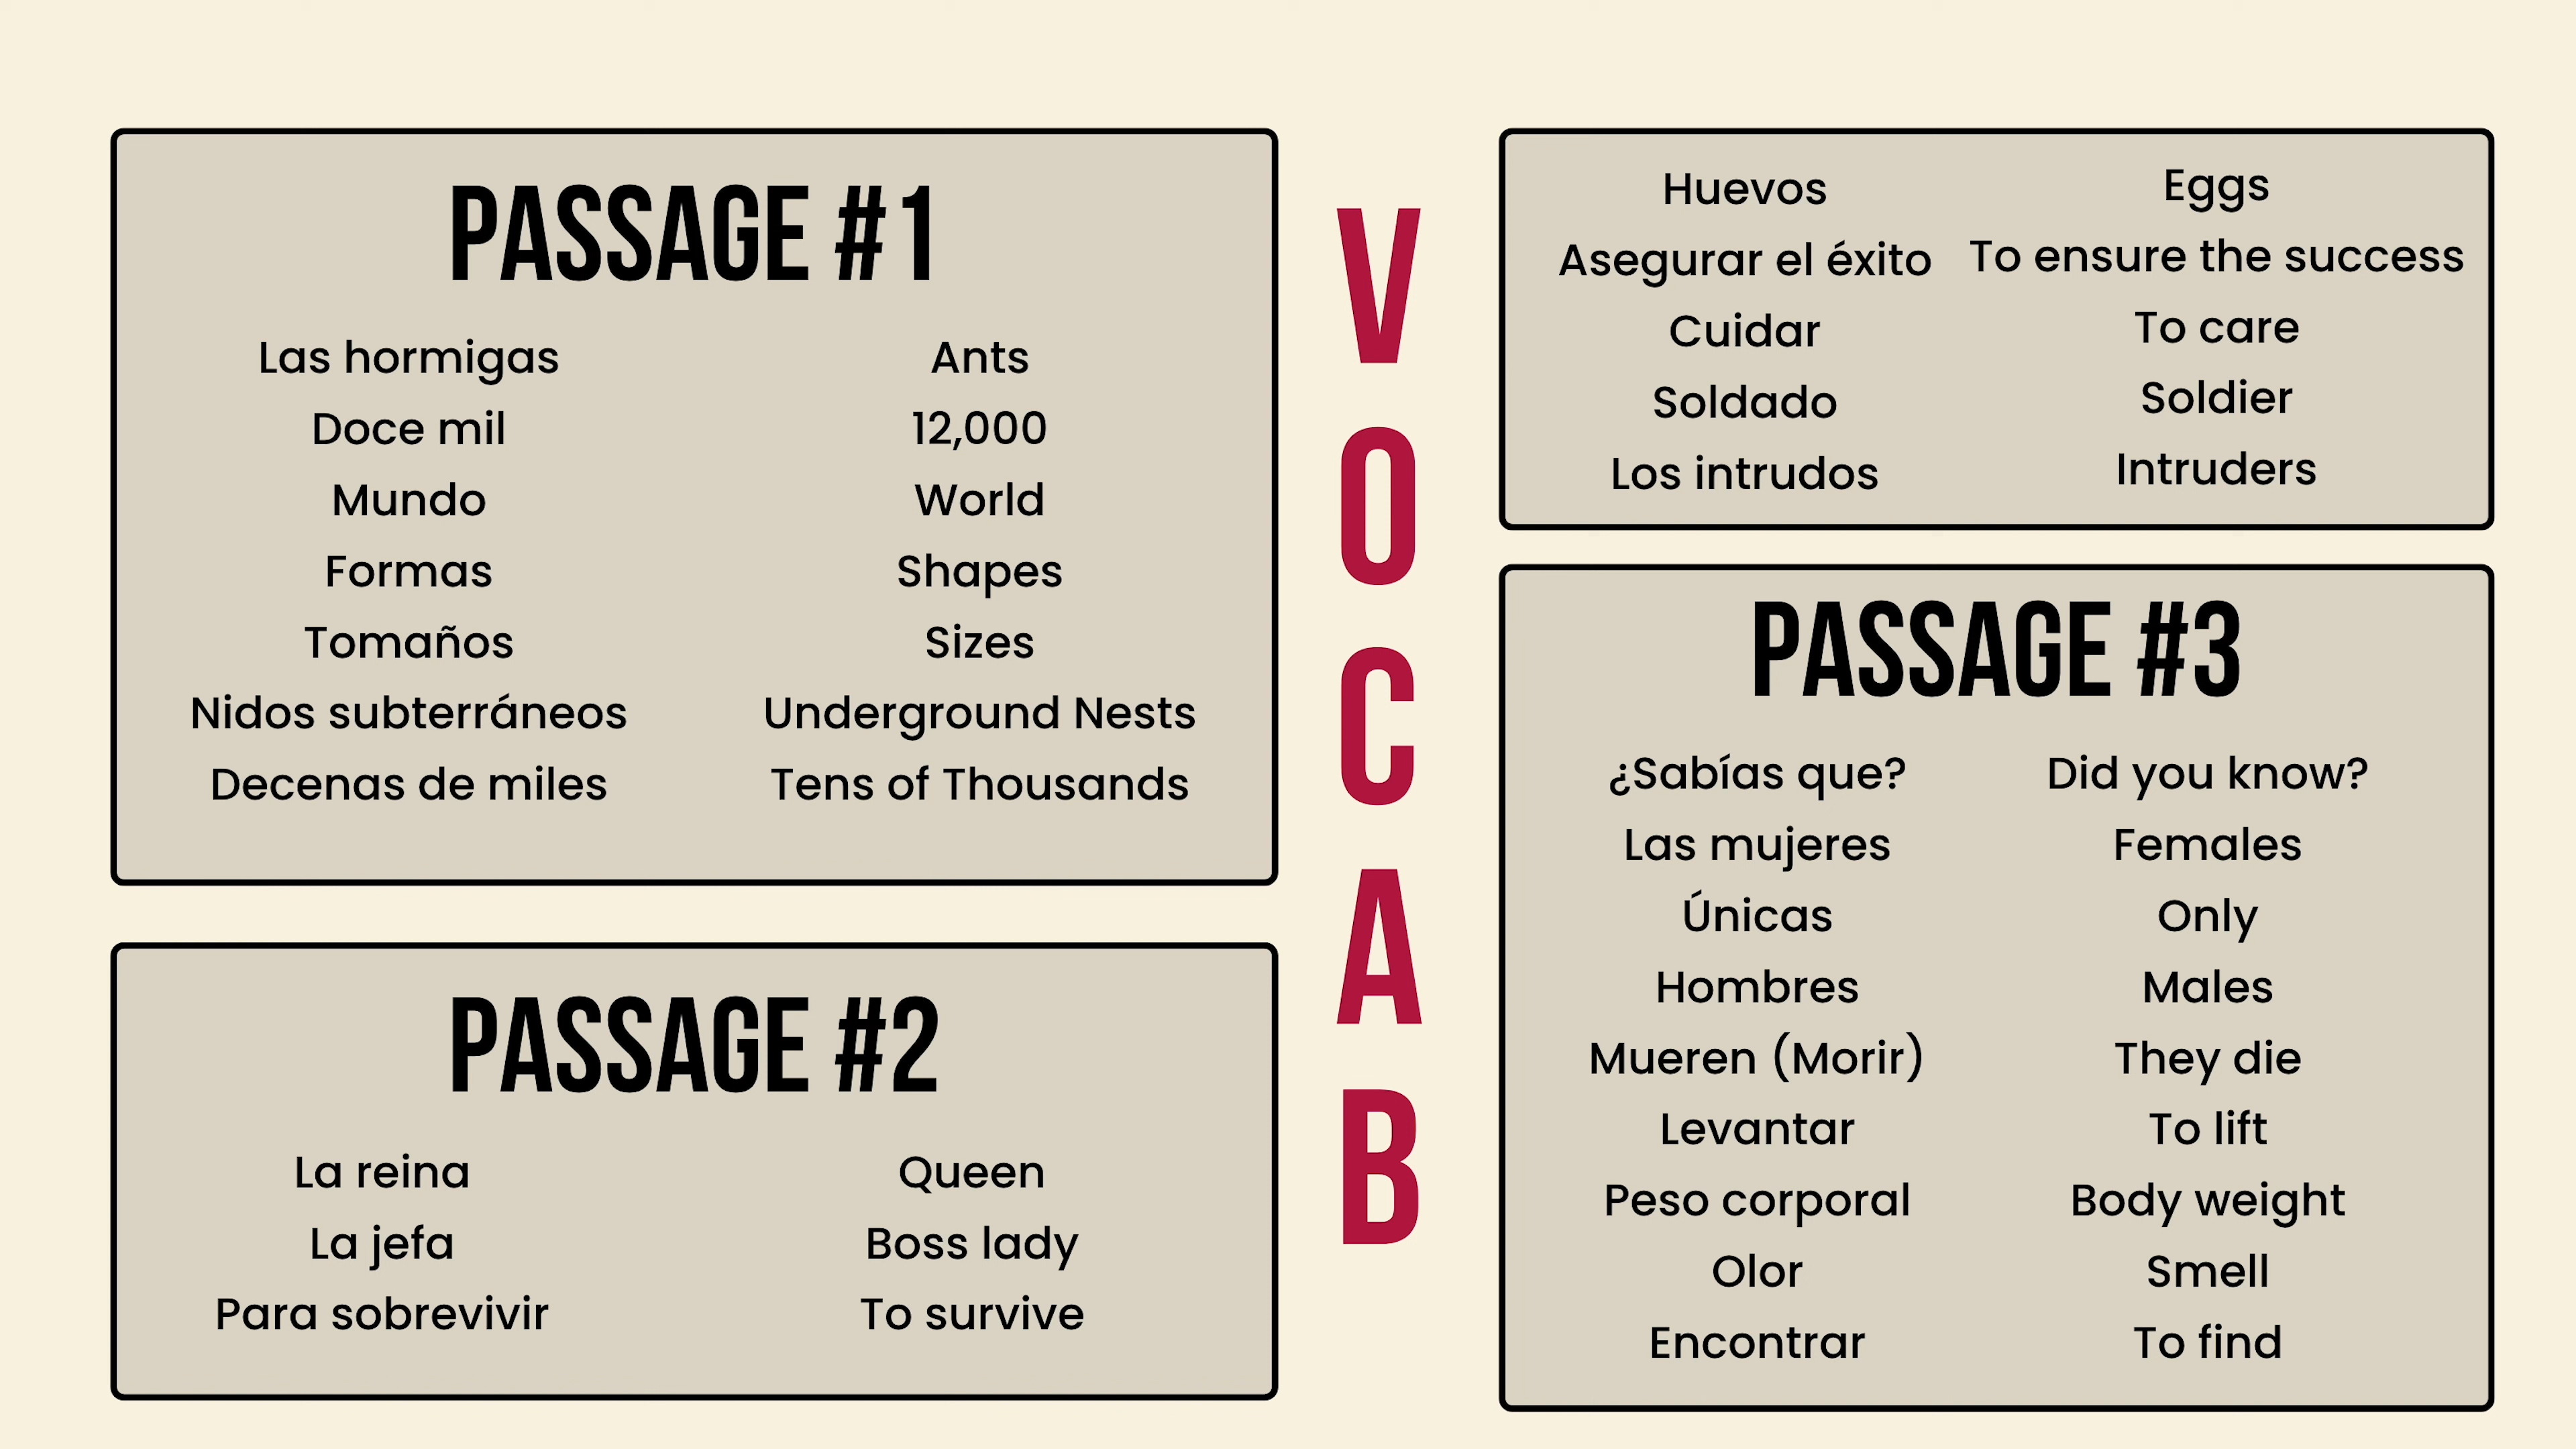 PASSAGE #1
Las hormigas Ants
Doce mil 12,000
Mundo World
Formas Shapes
Tomaños Sizes
Nidos subterráneos Underground Nests
Decenas de miles Tens of Thousands
PASSAGE #2
La reina Queen
La jefa Boss lady
Para sobrevivir To survive
VOCAB
Huevos Eggs
Asegurar el éxito To ensure the success
Cuidar To care
Soldado Soldier
Los intrudos Intruders
PASSAGE #3
¿Sabías que? Did you know?
Las mujeres Females
Únicas Only
Hombres Males
Mueren (Morir) They die
Levantar To lift
Peso corporal Body weight
Olor Smell
Encontrar To find